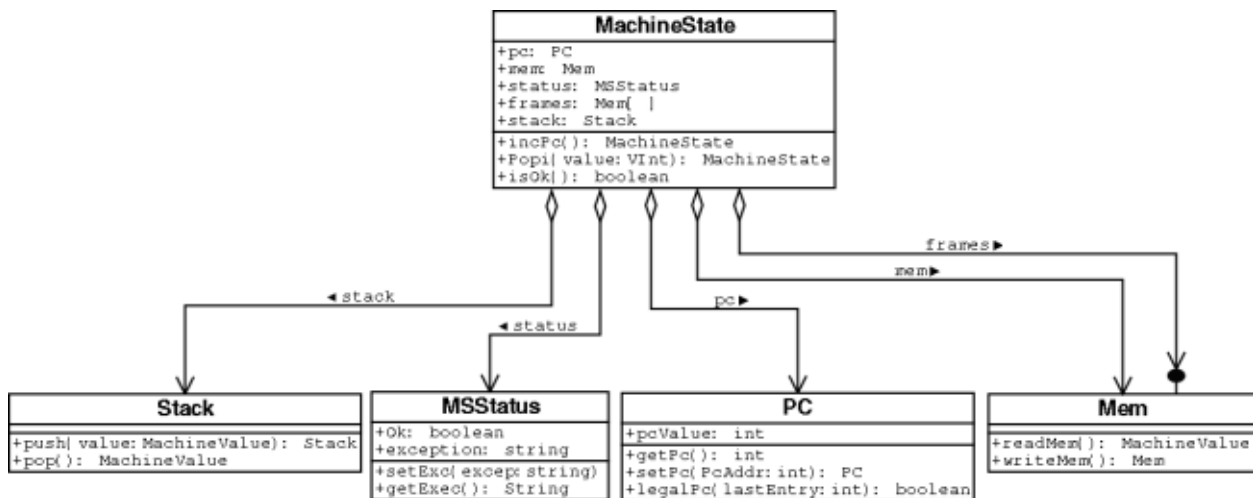 MachineState
+pc: PC
+mem: Mem
+status: MSStatus
+frames: Mem[ ]
+stack: Stack
+incPc(): MachineState
+Popi(value:VInt): MachineState
+isOk(): boolean
frames►
mem►
◄stack
pc►
◄status
Stack
+push(value:MachineValue): Stack
+pop(): MachineValue
MSStatus
+Ok: boolean
+exception: string
+setExc(excep:string)
+getExec(): String
PC
+pcValue: int
+getPc(): int
+setPc(PcAddr:int): PC
+legalPc(lastEntry:int): boolean
Mem
+readMem(): MachineValue
+writeMem(): Mem